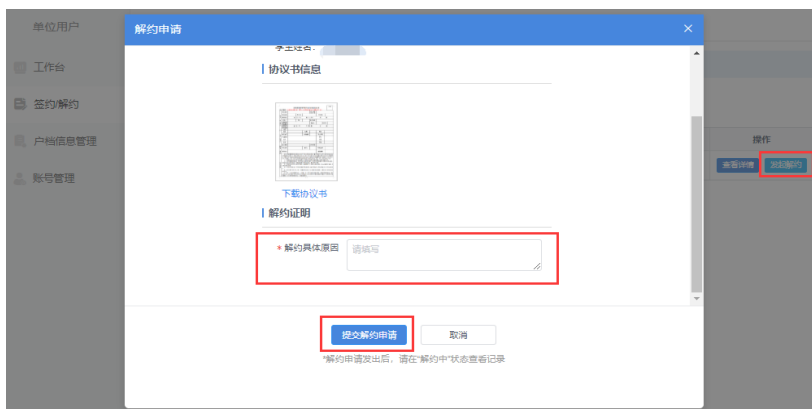 单位用户
解约申请
×
学生姓名：
工作台
协议书信息
签约/解约
户档信息管理
操作
查看详情
发起解约
账号管理
下载协议书
解约证明
* 解约具体原因
请填写
提交解约申请
取消
*解约申请发出后，请在"解约中"状态查看记录